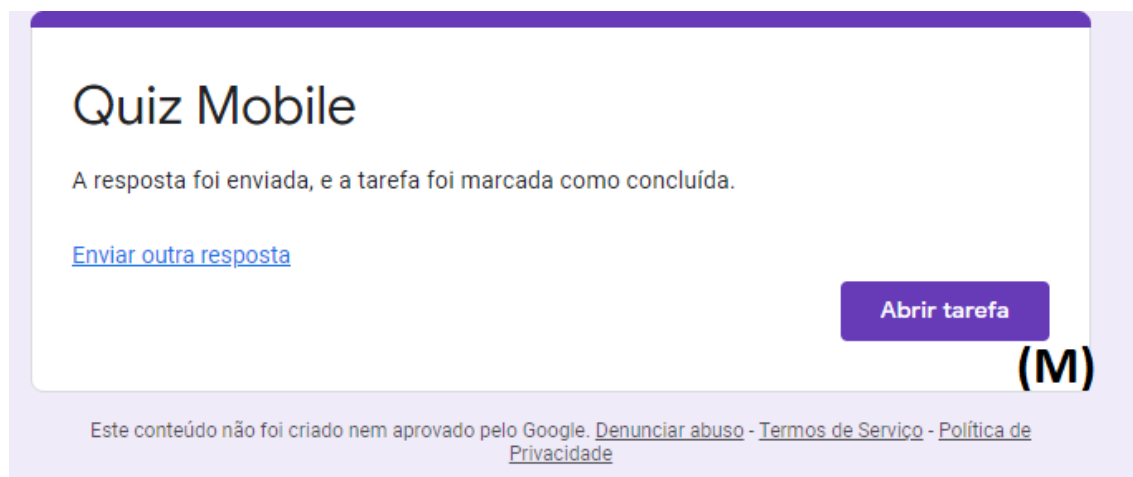 Quiz Mobile
A resposta foi enviada, e a tarefa foi marcada como concluída.
Enviar outra resposta
Abrir tarefa
(M)
Este conteúdo não foi criado nem aprovado pelo Google. Denunciar abuso - Termos de Serviço - Política de
Privacidade